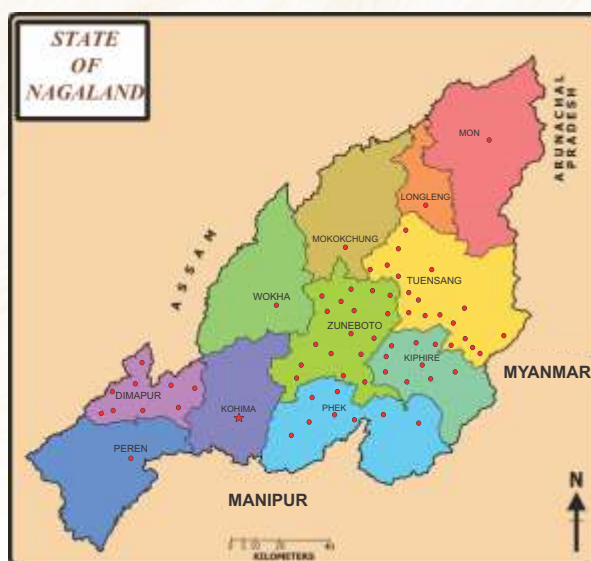 STATE
OF
NAGALAND
MON
ARUNACHAL
PRADESH
LONGLENG
MOKOKCHUNG
ASSAM
TUENSANG
WOKHA
ZUNEBOTO
KIPHIRE
MYANMAR
DIMAPUR
KOHIMA
PHEK
PEREN
MANIPUR
N
KILOMETERS